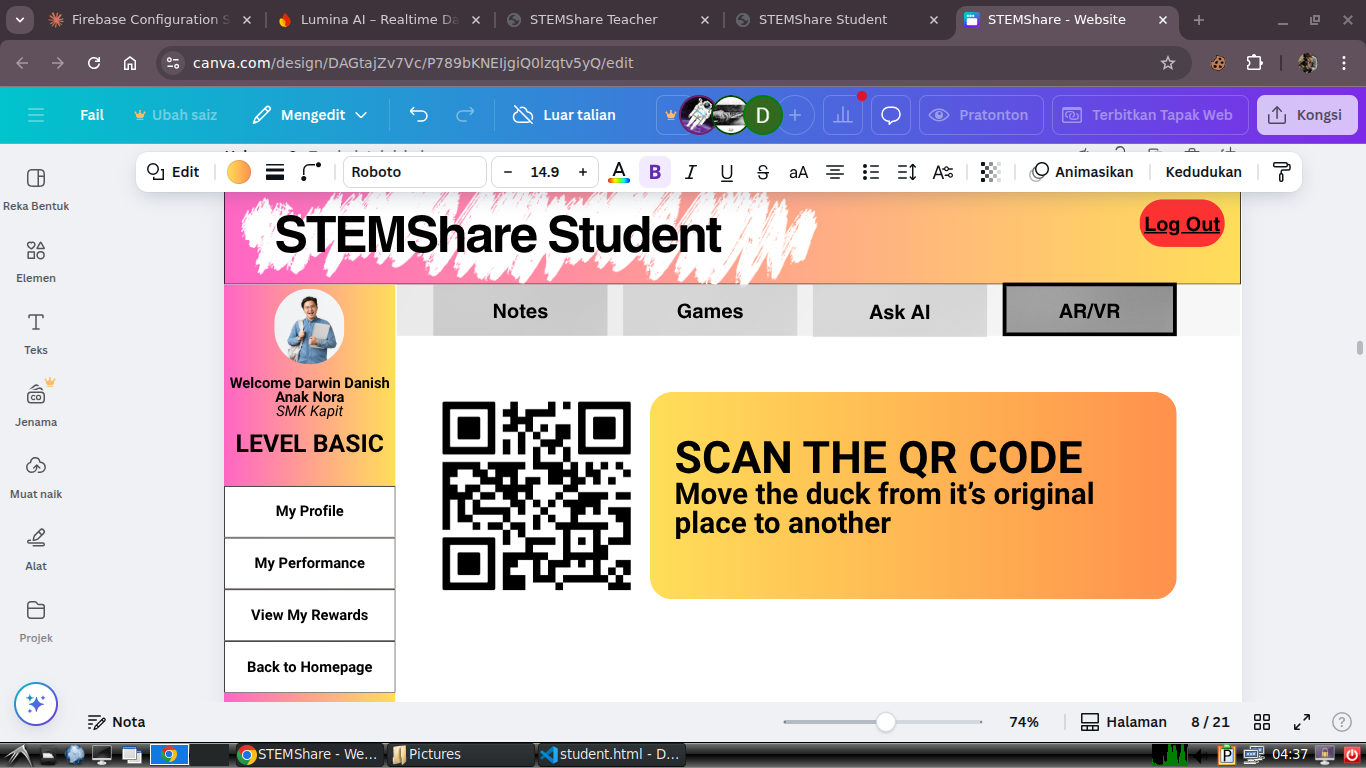 Firebase Configuration S
Lumina AI – Realtime Da
STEMShare Teacher
STEMShare Student
STEMShare - Website
canva.com/design/DAGtajZv7Vc/P789bKNEIJgiQ0lzqtv5yQ/edit
Fail
Ubah saiz
Mengedit
Luar talian
D
Pratonton
Terbitkan Tapak Web
Kongsi
Edit
Roboto
– 14.9 +
A
B
I
U
S
aA
Animasikan
Kedudukan
Reka Bentuk
Elemen
Teks
Jenama
Muat naik
Alat
Projek
STEMShare Student
Log Out
Notes
Games
Ask AI
AR/VR
Welcome Darwin Danish
Anak Nora
SMK Kapit
LEVEL BASIC
My Profile
My Performance
View My Rewards
Back to Homepage
SCAN THE QR CODE
Move the duck from it’s original
place to another
Nota
74%
Halaman
8 / 21
STEMShare - We...
Pictures
student.html - D...
04:37